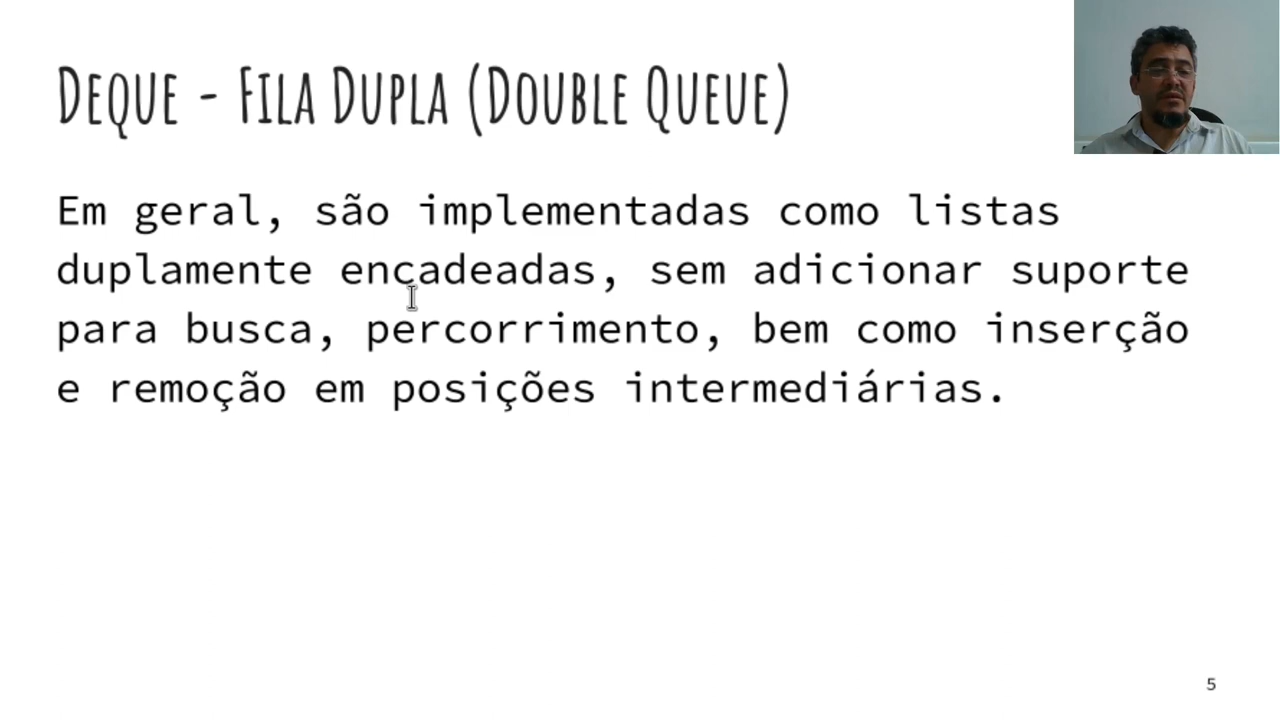 Deque - Fila Dupla (Double Queue)
Em geral, são implementadas como listas
duplamente encadeadas, sem adicionar suporte
para busca, percorrimento, bem como inserção
e remoção em posições intermediárias.
5